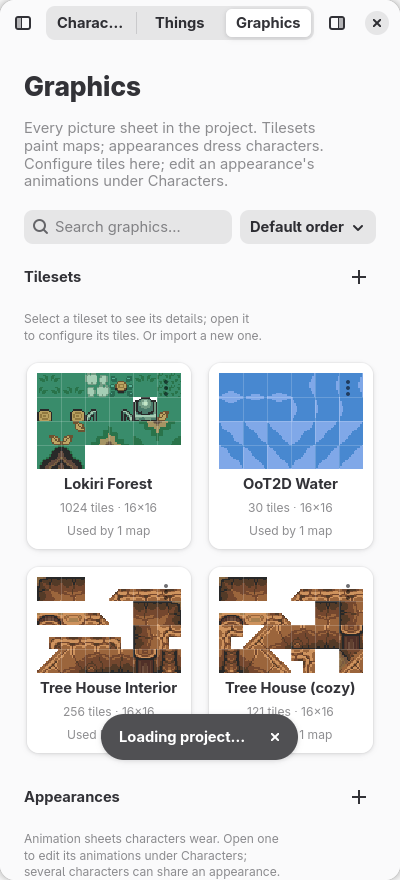 Charac...
Things
Graphics
Graphics
Every picture sheet in the project. Tilesets
paint maps; appearances dress characters.
Configure tiles here; edit an appearance's
animations under Characters.
Search graphics...
Default order
Tilesets
Select a tileset to see its details; open it
to configure its tiles. Or import a new one.
Lokiri Forest
1024 tiles · 16×16
Used by 1 map
OoT2D Water
30 tiles · 16×16
Used by 1 map
Tree House Interior
256 tiles · 16×16
Used
Tree House (cozy)
121 tiles · 16×16
1 map
Loading project...
Appearances
Animation sheets characters wear. Open one
to edit its animations under Characters;
several characters can share an appearance.